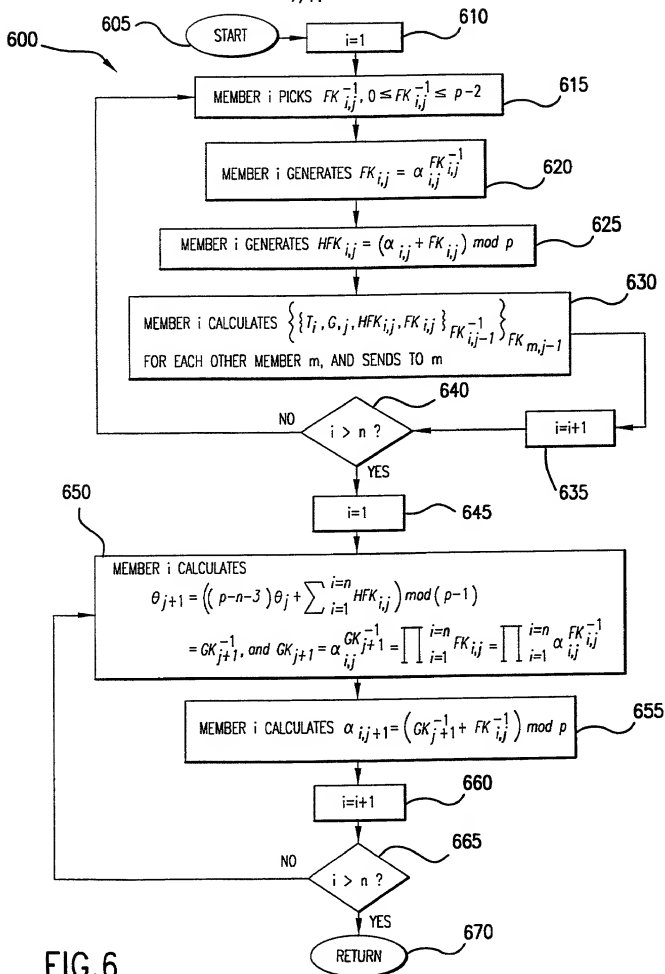 600
605
START
i=1
610
MEMBER i PICKS FK^{-1}_{i,j}, 0 ≤ FK^{-1}_{i,j} ≤ p-2
615
MEMBER i GENERATES FK_{i,j} = α_{i,j}^{FK^{-1}_{i,j}}
620
MEMBER i GENERATES HFK_{i,j} = (α_{i,j} + FK_{i,j}) mod p
625
MEMBER i CALCULATES {{T_i, G,_j, HFK_{i,j}, FK_{i,j}}_{FK^{-1}_{i,j-1}}}_{FK_{m,j-1}}
FOR EACH OTHER MEMBER m, AND SENDS TO m
630
640
NO
i > n ?
i=i+1
635
YES
i=1
645
650
MEMBER i CALCULATES
θ_{j+1} = ((p-n-3) θ_j + ∑^{i=n}_{i=1} HFK_{i,j}) mod (p-1)
= GK^{-1}_{j+1}, and GK_{j+1} = α_{i,j}^{GK^{-1}_{j+1}} = ∏^{i=n}_{i=1} FK_{i,j} = ∏^{i=n}_{i=1} α_{i,j}^{FK^{-1}_{i,j}}
MEMBER i CALCULATES α_{i,j+1} = (GK^{-1}_{j+1} + FK^{-1}_{i,j}) mod p
655
i=i+1
660
665
NO
i > n ?
YES
RETURN
670
FIG.6